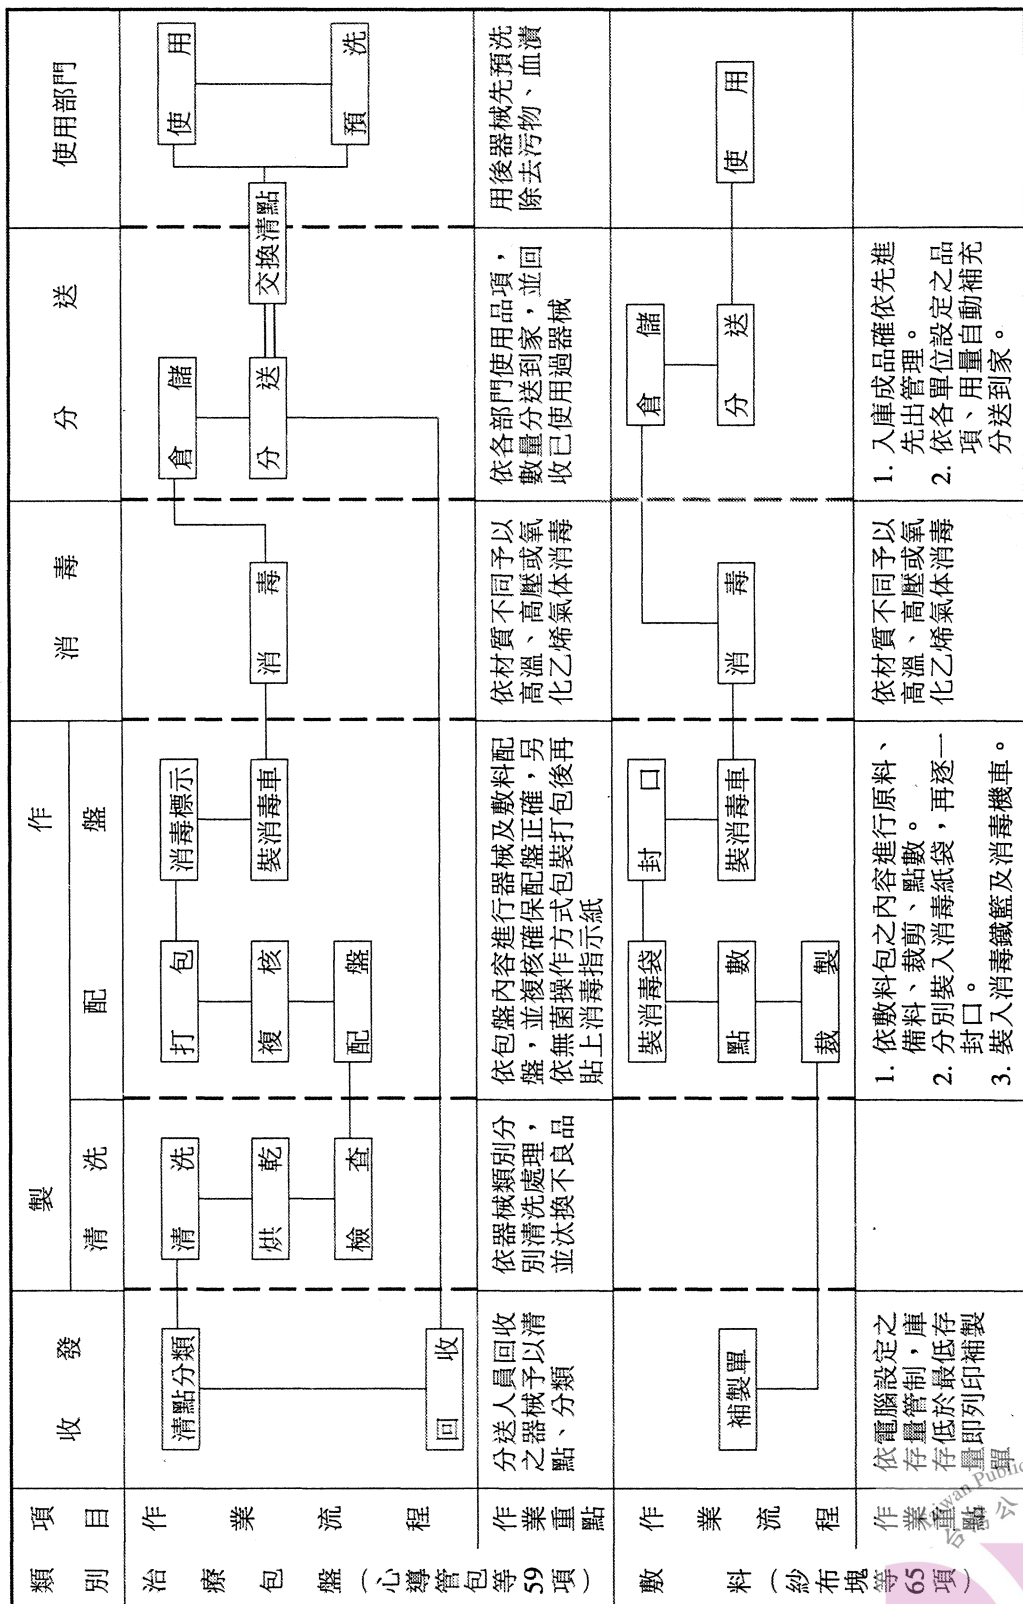 類別
項目
收發
製作
清洗
配盤
消毒
分送
使用部門
治療包盤（心導管包等59項）
作業流程
清點分類
回收
清洗
烘乾
檢查
打包
複核
配盤
消毒標示
裝消毒車
消毒
倉儲
分送
交換清點
使用
預洗
作業重點
分送人員回收
之器械予以清
點、分類
依器械類別分
別清洗處理，
並汰換不良品
依包盤內容進行器械及敷料配
盤，並複核確保配盤正確，另
依無菌操作方式包裝打包後再
貼上消毒指示紙
依材質不同予以
高溫、高壓或氧
化乙烯氣体消毒
依各部門使用品項，
數量分送到家，並回
收已使用過器械
用後器械先預洗
除去污物、血漬
敷料（紗布塊等65項）
作業流程
補製單
裝消毒袋
點數
裁製
封口
裝消毒車
消毒
倉儲
分送
使用
作業重點
依電腦設定之
存量管制，庫
存低於最低存
量即列印補製
單
1. 依敷料包之內容進行原料、
備料、裁剪、點數。
2. 分別裝入消毒紙袋，再逐一
封口。
3. 裝入消毒鐵籃及消毒機車。
依材質不同予以
高溫、高壓或氧
化乙烯氣体消毒
1. 入庫成品確依先進
先出管理。
2. 依各單位設定之品
項、用量自動補充
分送到家。